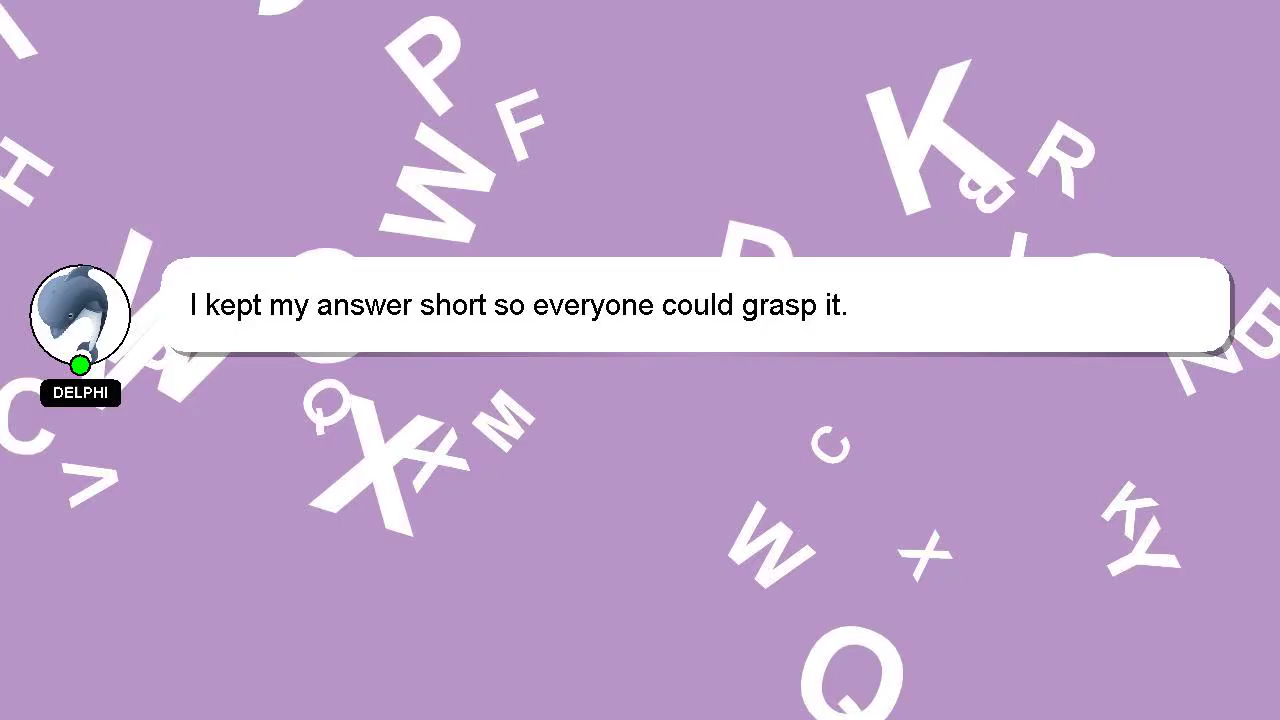 I kept my answer short so everyone could grasp it.
DELPHI
P
F
W
K
R
B
H
D
Q
X
X
M
C
V
C
N
B
W
X
K
Y
Q